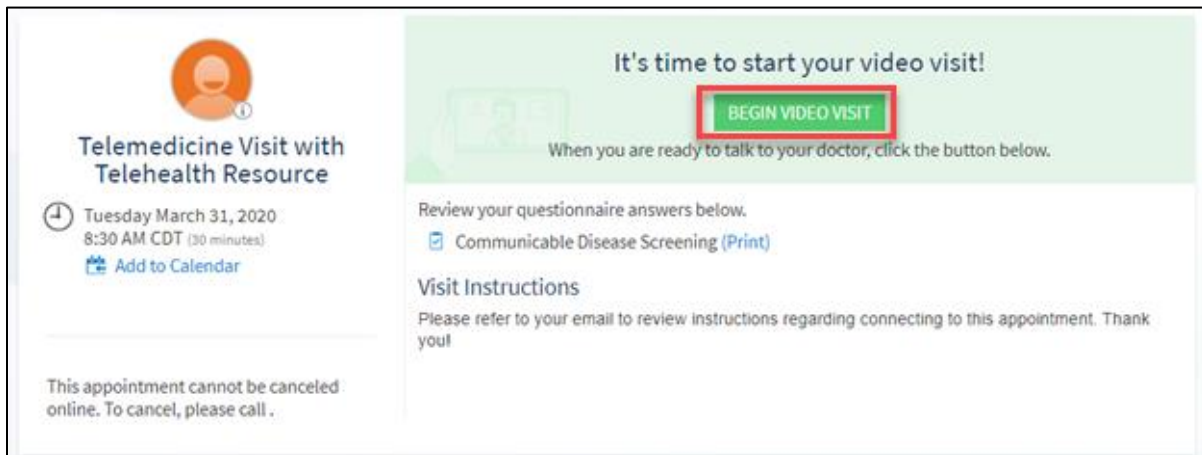 Telemedicine Visit with
Telehealth Resource
Tuesday March 31, 2020
8:30 AM CDT (30 minutes)
Add to Calendar
This appointment cannot be canceled
online. To cancel, please call .
It's time to start your video visit!
BEGIN VIDEO VISIT
When you are ready to talk to your doctor, click the button below.
Review your questionnaire answers below.
Communicable Disease Screening (Print)
Visit Instructions
Please refer to your email to review instructions regarding connecting to this appointment. Thank
you!